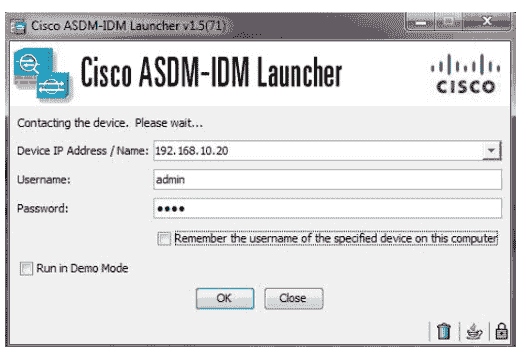 Cisco ASDM-IDM Launcher v1.5(71)
Cisco ASDM-IDM Launcher
CISCO
Contacting the device. Please wait...
Device IP Address / Name: 192.168.10.20
Username: admin
Password: ••••
Remember the username of the specified device on this computer
Run in Demo Mode
OK Close